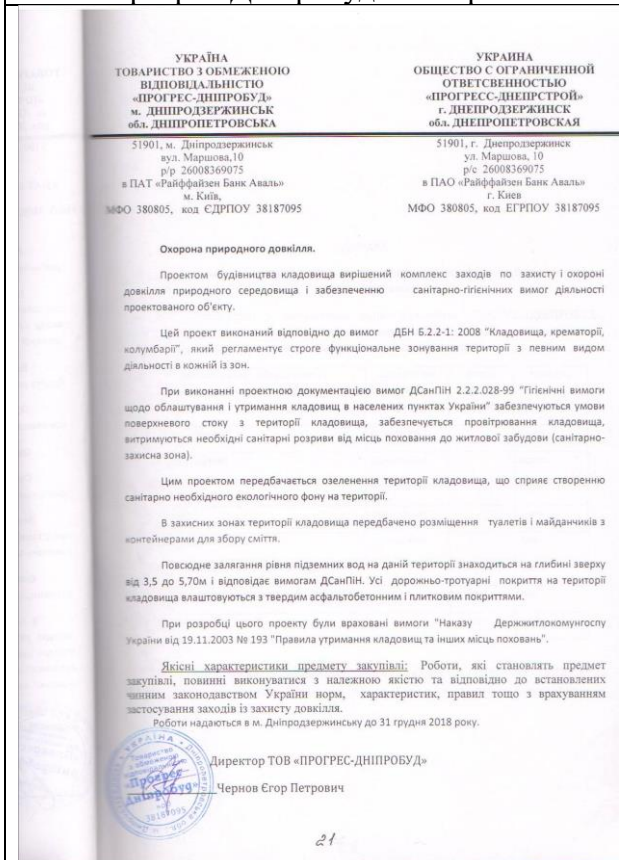 УКРАЇНА
ТОВАРИСТВО З ОБМЕЖЕНОЮ
ВІДПОВІДАЛЬНІСТЮ
«ПРОГРЕС-ДНІПРОБУД»
м. ДНІПРОДЗЕРЖИНСЬК
обл. ДНІПРОПЕТРОВСЬКА
УКРАИНА
ОБЩЕСТВО С ОГРАНИЧЕННОЙ
ОТВЕТСВЕННОСТЬЮ
«ПРОГРЕСС-ДНЕПРСТРОЙ»
г. ДНЕПРОДЗЕРЖИНСК
обл. ДНЕПРОПЕТРОВСКАЯ
51901, м. Дніпродзержинськ
вул. Маршова,10
р/р 26008369075
в ПАТ «Райффайзен Банк Аваль»
м. Київ,
МФО 380805, код ЄДРПОУ 38187095
51901, г. Днепродзержинск
ул. Маршова, 10
р/с 26008369075
в ПАО «Райффайзен Банк Аваль»
г. Киев
МФО 380805, код ЕГРПОУ 38187095
Охорона природного довкілля.
Проектом будівництва кладовища вирішений комплекс заходів по захисту і охороні
довкілля природного середовища і забезпеченню санітарно-гігієнічних вимог діяльності
проектованого об'єкту.
Цей проект виконаний відповідно до вимог ДБН Б.2.2-1: 2008 "Кладовища, крематорії,
колумбарії", який регламентує строге функціональне зонування території з певним видом
діяльності в кожній із зон.
При виконанні проектною документацією вимог ДСанПіН 2.2.2.028-99 "Гігієнічні вимоги
щодо облаштування і утримання кладовищ в населених пунктах України" забезпечуються умови
поверхневого стоку з території кладовища, забезпечується провітрювання кладовища,
витримуються необхідні санітарні розриви від місць поховання до житлової забудови (санітарно-
захисна зона).
Цим проектом передбачається озеленення території кладовища, що сприяє створенню
санітарно необхідного екологічного фону на території.
В захисних зонах території кладовища передбачено розміщення туалетів і майданчиків з
контейнерами для збору сміття.
Повсюдне залягання рівня підземних вод на даній території знаходиться на глибині зверху
від 3,5 до 5,70м і відповідає вимогам ДСанПіН. Усі дорожньо-тротуарні покриття на території
кладовища влаштовуються з твердим асфальтобетонним і плитковим покриттями.
При розробці цього проекту були враховані вимоги "Наказу Держжитлокомунгоспу
України від 19.11.2003 № 193 "Правила утримання кладовищ та інших місць поховань".
Якісні характеристики предмету закупівлі: Роботи, які становлять предмет
закупівлі, повинні виконуватися з належною якістю та відповідно до встановлених
чинним законодавством України норм, характеристик, правил тощо з врахуванням
застосування заходів із захисту довкілля.
Роботи надаються в м. Дніпродзержинську до 31 грудня 2018 року.
Директор ТОВ «ПРОГРЕС-ДНІПРОБУД»
Чернов Єгор Петрович
УКРАЇНА
Товариство
з обмеженою
відповідальністю
«Прогрес-
Дніпробуд»
38187095
21